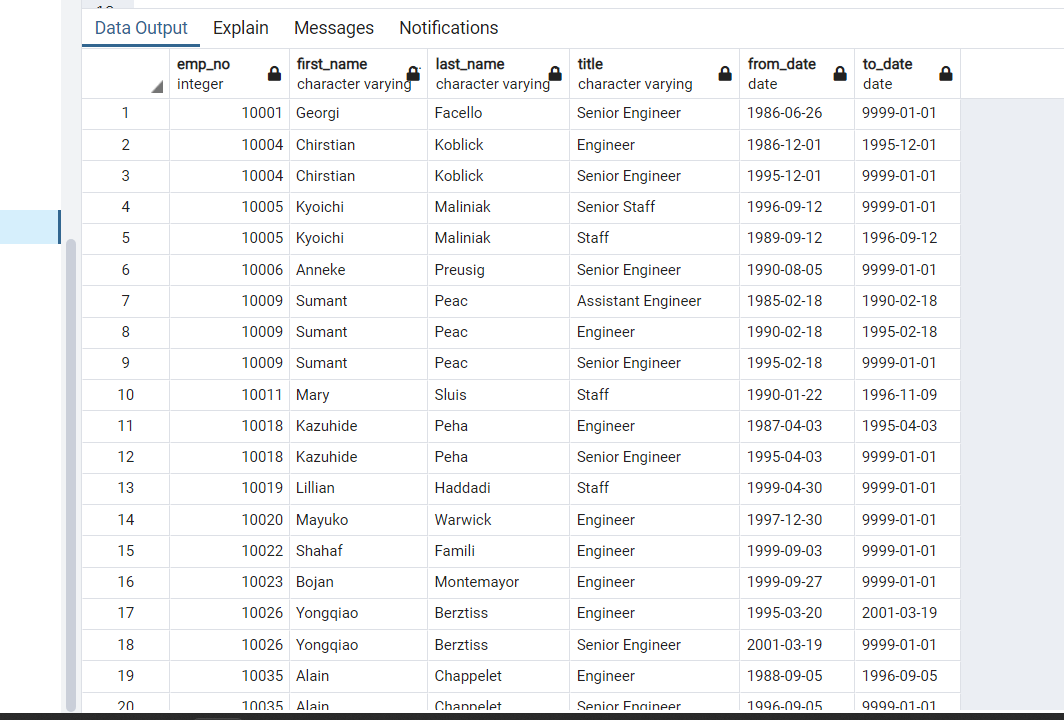 Data Output Explain Messages Notifications
emp_no first_name last_name title from_date to_date
integer character varying character varying character varying date date
1 10001 Georgi Facello Senior Engineer 1986-06-26 9999-01-01
2 10004 Chirstian Koblick Engineer 1986-12-01 1995-12-01
3 10004 Chirstian Koblick Senior Engineer 1995-12-01 9999-01-01
4 10005 Kyoichi Maliniak Senior Staff 1996-09-12 9999-01-01
5 10005 Kyoichi Maliniak Staff 1989-09-12 1996-09-12
6 10006 Anneke Preusig Senior Engineer 1990-08-05 9999-01-01
7 10009 Sumant Peac Assistant Engineer 1985-02-18 1990-02-18
8 10009 Sumant Peac Engineer 1990-02-18 1995-02-18
9 10009 Sumant Peac Senior Engineer 1995-02-18 9999-01-01
10 10011 Mary Sluis Staff 1990-01-22 1996-11-09
11 10018 Kazuhide Peha Engineer 1987-04-03 1995-04-03
12 10018 Kazuhide Peha Senior Engineer 1995-04-03 9999-01-01
13 10019 Lillian Haddadi Staff 1999-04-30 9999-01-01
14 10020 Mayuko Warwick Engineer 1997-12-30 9999-01-01
15 10022 Shahaf Famili Engineer 1999-09-03 9999-01-01
16 10023 Bojan Montemayor Engineer 1999-09-27 9999-01-01
17 10026 Yongqiao Berztiss Engineer 1995-03-20 2001-03-19
18 10026 Yongqiao Berztiss Senior Engineer 2001-03-19 9999-01-01
19 10035 Alain Chappelet Engineer 1988-09-05 1996-09-05
20 10035 Alain Chappelet Senior Engineer 1996-09-05 9999-01-01